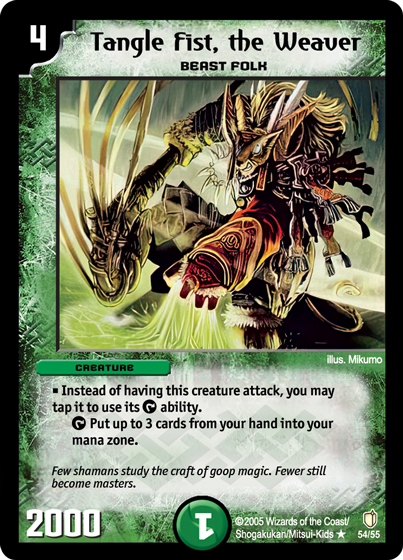 4
Tangle Fist, the Weaver
BEAST FOLK
illus. Mikumo
CREATURE
▪ Instead of having this creature attack, you may
tap it to use its ability.
Put up to 3 cards from your hand into your
mana zone.
Few shamans study the craft of goop magic. Fewer still
become masters.
2000
©2005 Wizards of the Coast/
Shogakukan/Mitsui-Kids ★ 54/55